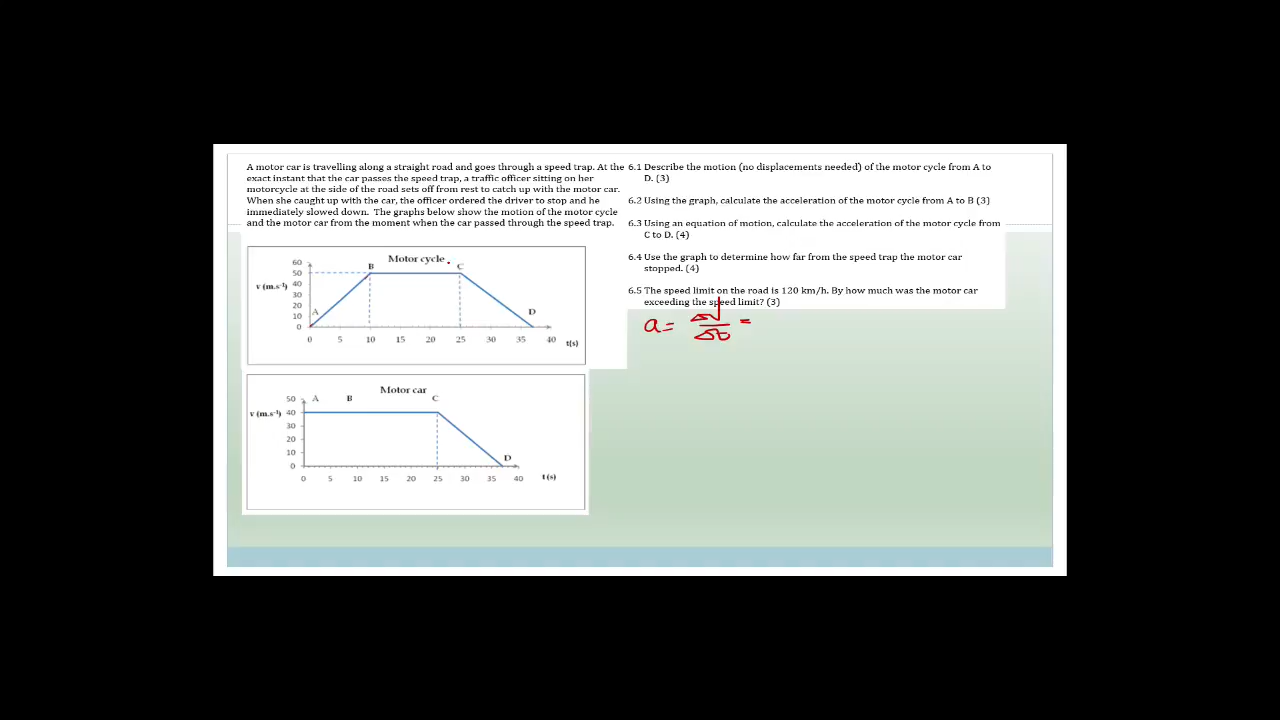 A motor car is travelling along a straight road and goes through a speed trap. At the
exact instant that the car passes the speed trap, a traffic officer sitting on her
motorcycle at the side of the road sets off from rest to catch up with the motor car.
When she caught up with the car, the officer ordered the driver to stop and he
immediately slowed down. The graphs below show the motion of the motor cycle
and the motor car from the moment when the car passed through the speed trap.
Motor cycle
B C
60
50
v (m.s⁻¹) 40
30
20
10
0
A D
0 5 10 15 20 25 30 35 40 t(s)
Motor car
A B C
50
v (m.s⁻¹) 40
30
20
10
0
D
0 5 10 15 20 25 30 35 40 t (s)
6.1 Describe the motion (no displacements needed) of the motor cycle from A to
D. (3)
6.2 Using the graph, calculate the acceleration of the motor cycle from A to B (3)
6.3 Using an equation of motion, calculate the acceleration of the motor cycle from
C to D. (4)
6.4 Use the graph to determine how far from the speed trap the motor car
stopped. (4)
6.5 The speed limit on the road is 120 km/h. By how much was the motor car
exceeding the speed limit? (3)
a = Δv/Δt =